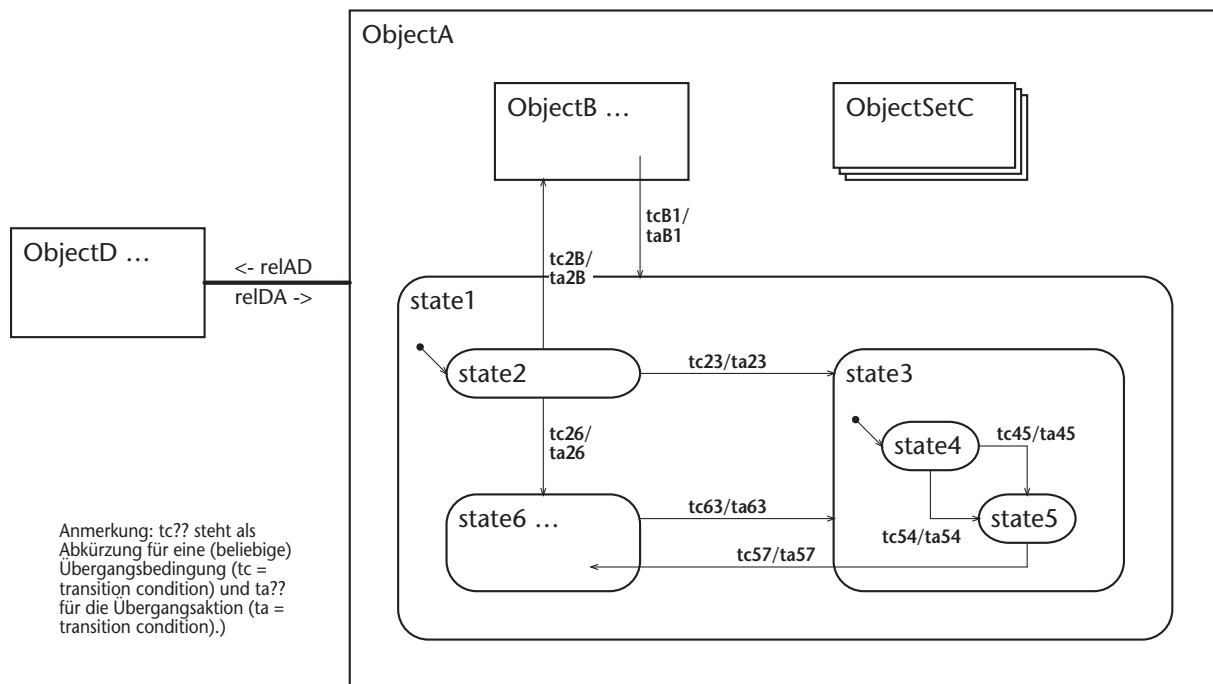 ObjectA
ObjectB …
ObjectSetC
tcB1/
taB1
ObjectD …
<- relAD
relDA ->
tc2B/
ta2B
state1
state2
tc23/ta23
state3
tc26/
ta26
state4
tc45/ta45
state6 …
tc63/ta63
state5
tc54/ta54
tc57/ta57
Anmerkung: tc?? steht als
Abkürzung für eine (beliebige)
Übergangsbedingung (tc =
transition condition) und ta??
für die Übergangsaktion (ta =
transition condition).)